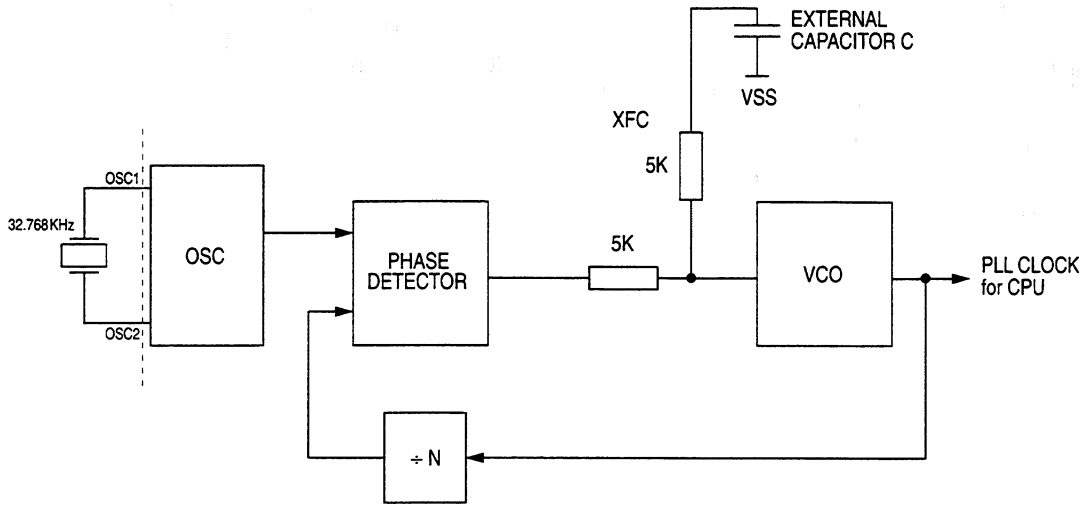 EXTERNAL
CAPACITOR C
VSS
XFC
5K
OSC1
32.768KHz
OSC
OSC2
PHASE
DETECTOR
5K
VCO
PLL CLOCK
for CPU
÷ N